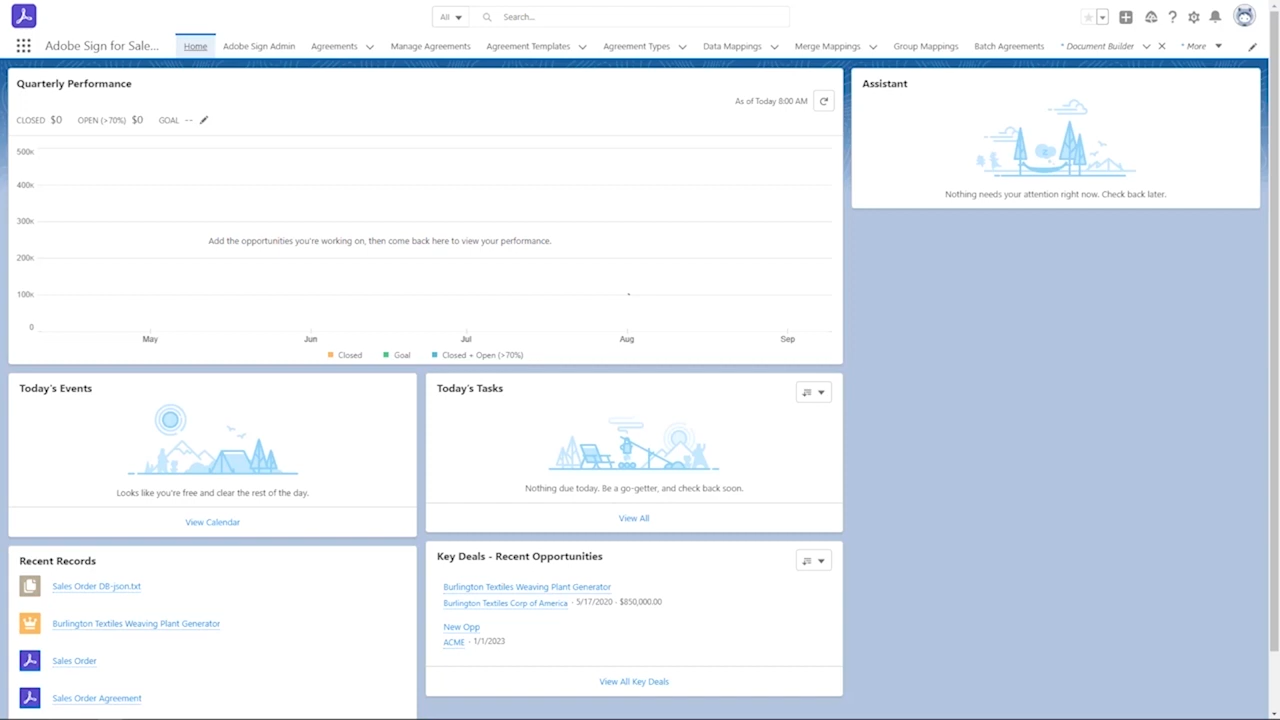 All
Search...
Adobe Sign for Sale...
Home
Adobe Sign Admin
Agreements
Manage Agreements
Agreement Templates
Agreement Types
Data Mappings
Merge Mappings
Group Mappings
Batch Agreements
* Document Builder
* More
Quarterly Performance
As of Today 8:00 AM
CLOSED $0 OPEN (>70%) $0 GOAL --
500K
400K
300K
200K
100K
0
Add the opportunities you're working on, then come back here to view your performance.
May Jun Jul Aug Sep
Closed Goal Closed + Open (>70%)
Assistant
Nothing needs your attention right now. Check back later.
Today's Events
Looks like you're free and clear the rest of the day.
View Calendar
Today's Tasks
Nothing due today. Be a go-getter, and check back soon.
View All
Recent Records
Sales Order DB-json.txt
Burlington Textiles Weaving Plant Generator
Sales Order
Sales Order Agreement
Key Deals - Recent Opportunities
Burlington Textiles Weaving Plant Generator
Burlington Textiles Corp of America · 5/17/2020 · $850,000.00
New Opp
ACME · 1/1/2023
View All Key Deals